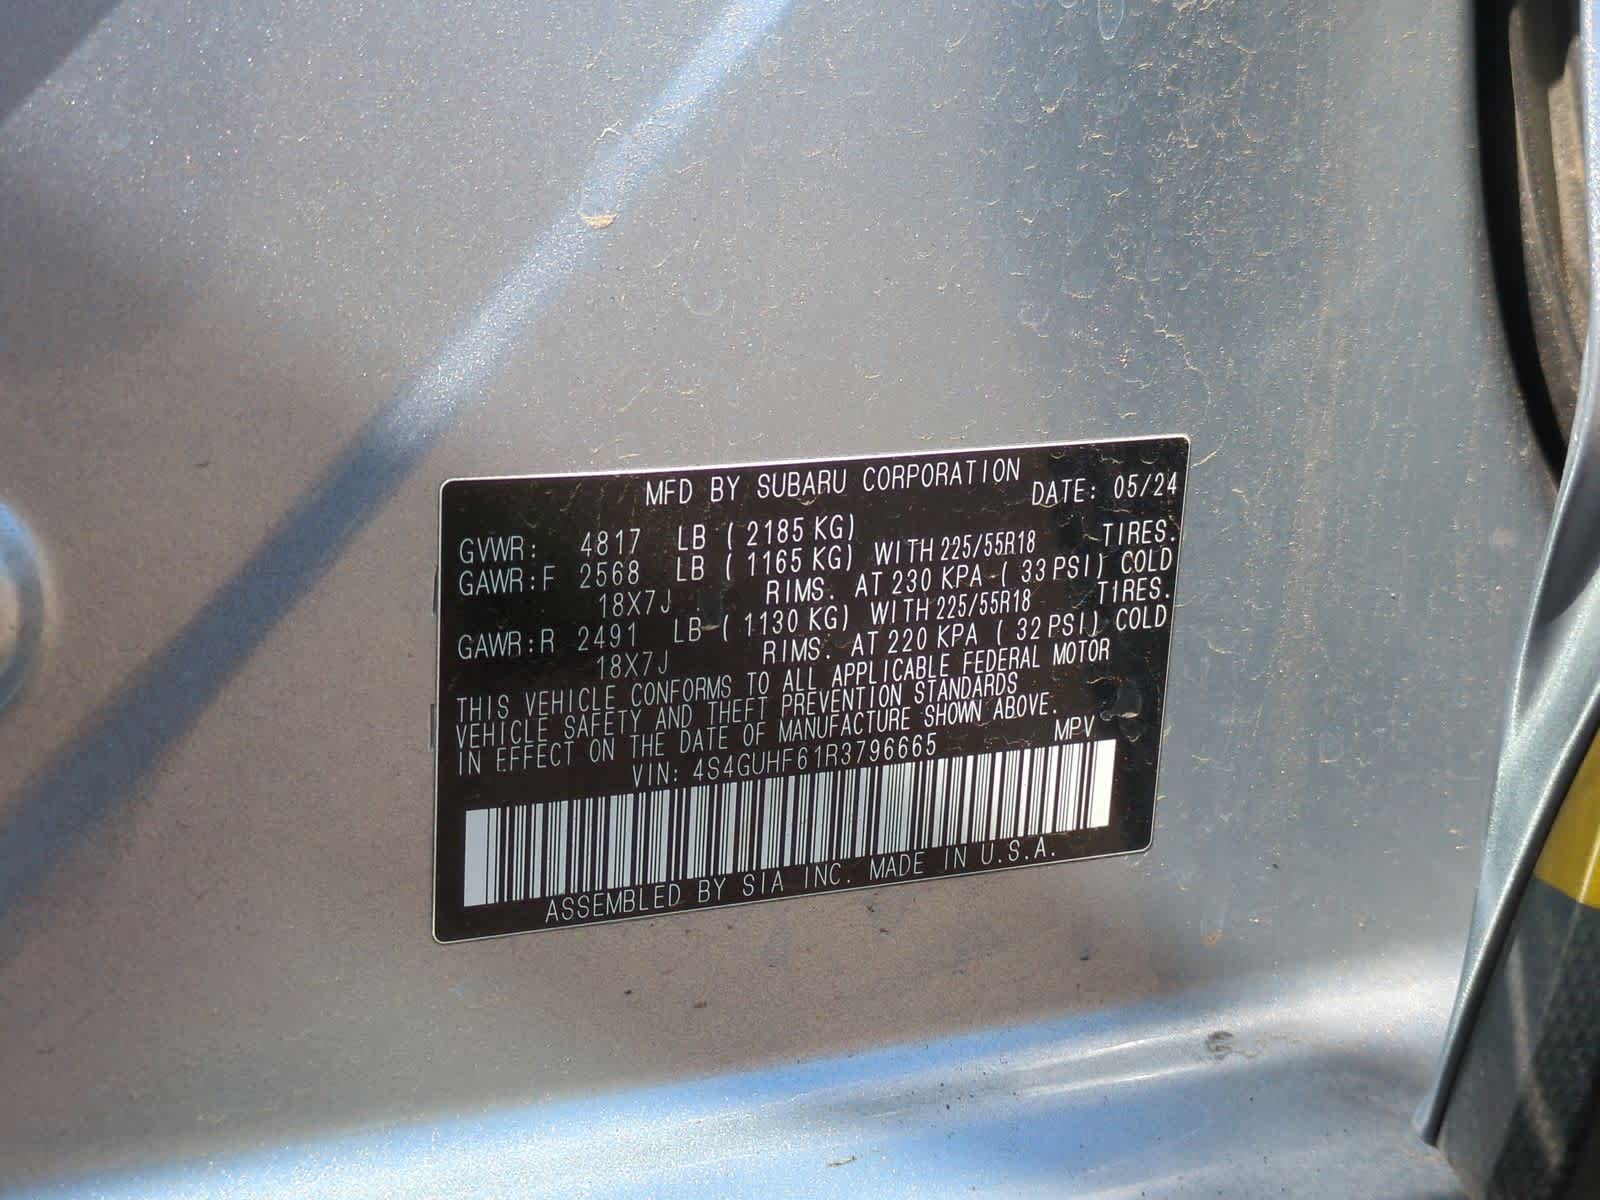 MFD BY SUBARU CORPORATION DATE: 05/24
GVWR: 4817 LB ( 2185 KG)
GAWR:F 2568 LB ( 1165 KG) WITH 225/55R18 TIRES.
18X7J RIMS. AT 230 KPA ( 33 PSI) COLD
GAWR:R 2491 LB ( 1130 KG) WITH 225/55R18 TIRES.
18X7J RIMS. AT 220 KPA ( 32 PSI) COLD
THIS VEHICLE CONFORMS TO ALL APPLICABLE FEDERAL MOTOR
VEHICLE SAFETY AND THEFT PREVENTION STANDARDS
IN EFFECT ON THE DATE OF MANUFACTURE SHOWN ABOVE.
VIN: 4S4GUHF61R3796665 MPV
ASSEMBLED BY SIA INC. MADE IN U.S.A.